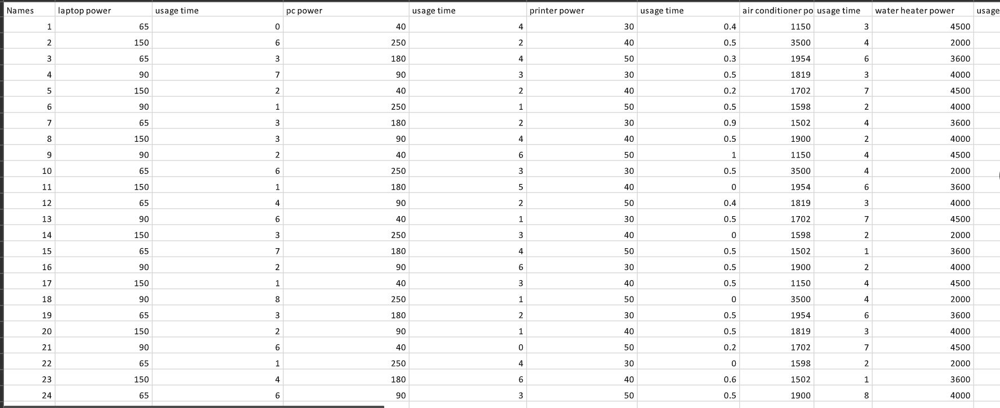 Names laptop power usage time pc power usage time printer power usage time air conditioner po usage time water heater power usage
1 65 0 40 4 30 0.4 1150 3 4500
2 150 6 250 2 40 0.5 3500 4 2000
3 65 3 180 4 50 0.3 1954 6 3600
4 90 7 90 3 30 0.5 1819 3 4000
5 150 2 40 2 40 0.2 1702 7 4500
6 90 1 250 1 50 0.5 1598 2 4000
7 65 3 180 2 30 0.9 1502 4 3600
8 150 3 90 4 40 0.5 1900 2 4000
9 90 2 40 6 50 1 1150 4 4500
10 65 6 250 3 30 0.5 3500 4 2000
11 150 1 180 5 40 0 1954 6 3600
12 65 4 90 2 50 0.4 1819 3 4000
13 90 6 40 1 30 0.5 1702 7 4500
14 150 3 250 3 40 0 1598 2 2000
15 65 7 180 4 50 0.5 1502 1 3600
16 90 2 90 6 30 0.5 1900 2 4000
17 150 1 40 3 40 0.5 1150 4 4500
18 90 8 250 1 50 0 3500 4 2000
19 65 3 180 2 30 0.5 1954 6 3600
20 150 2 90 1 40 0.5 1819 3 4000
21 90 6 40 0 50 0.2 1702 7 4500
22 65 1 250 4 30 0 1598 2 2000
23 150 4 180 6 40 0.6 1502 1 3600
24 65 6 90 3 50 0.5 1900 8 4000